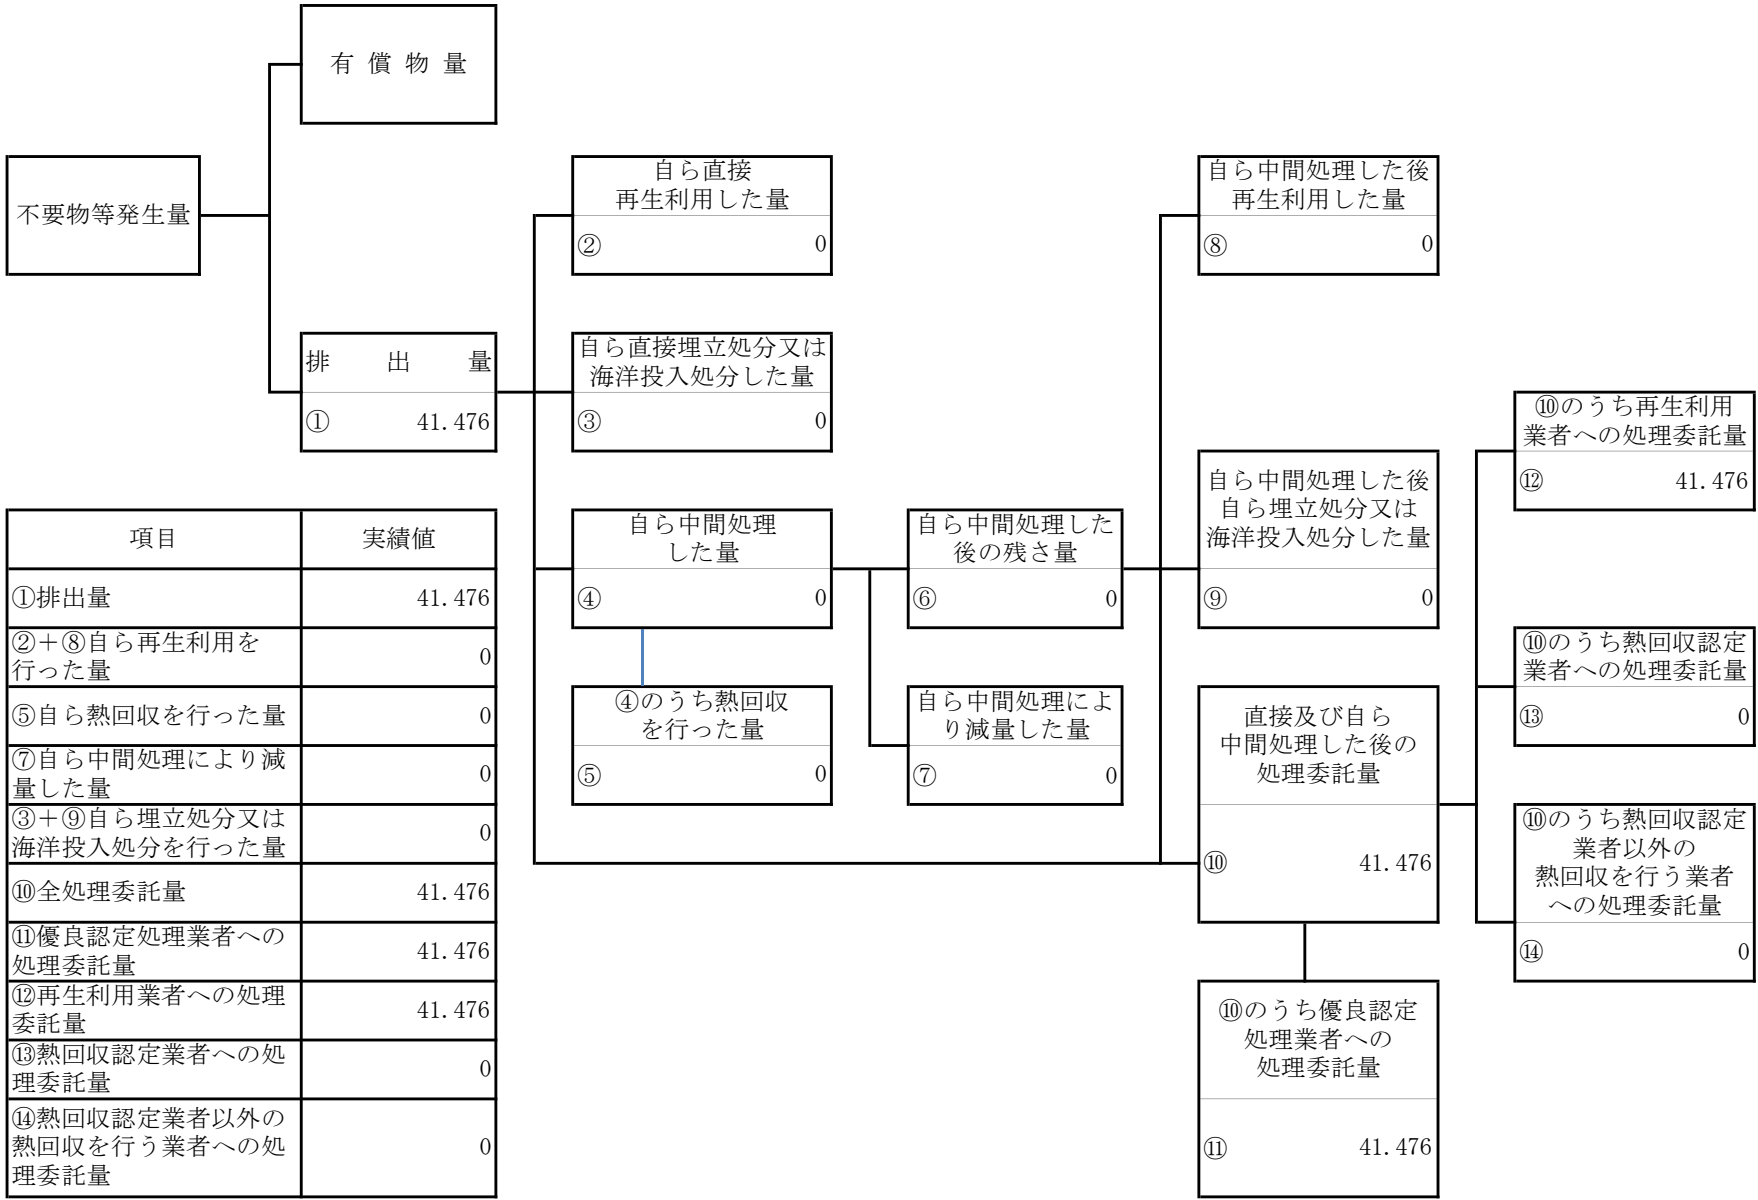 有償物量
不要物等発生量
自ら直接
再生利用した量
② 0
自ら中間処理した後
再生利用した量
⑧ 0
排出量
① 41.476
自ら直接埋立処分又は
海洋投入処分した量
③ 0
⑩のうち再生利用
業者への処理委託量
⑫ 41.476
自ら中間処理
した量
④ 0
自ら中間処理した
後の残さ量
⑥ 0
自ら中間処理した後
自ら埋立処分又は
海洋投入処分した量
⑨ 0
⑩のうち熱回収認定
業者への処理委託量
⑬ 0
④のうち熱回収
を行った量
⑤ 0
自ら中間処理によ
り減量した量
⑦ 0
直接及び自ら
中間処理した後の
処理委託量
⑩ 41.476
⑩のうち熱回収認定
業者以外の
熱回収を行う業者
への処理委託量
⑭ 0
⑩のうち優良認定
処理業者への
処理委託量
⑪ 41.476
項目 実績値
①排出量 41.476
②＋⑧自ら再生利用を
行った量 0
⑤自ら熱回収を行った量 0
⑦自ら中間処理により減
量した量 0
③＋⑨自ら埋立処分又は
海洋投入処分を行った量 0
⑩全処理委託量 41.476
⑪優良認定処理業者への
処理委託量 41.476
⑫再生利用業者への処理
委託量 41.476
⑬熱回収認定業者への処
理委託量 0
⑭熱回収認定業者以外の
熱回収を行う業者への処
理委託量 0